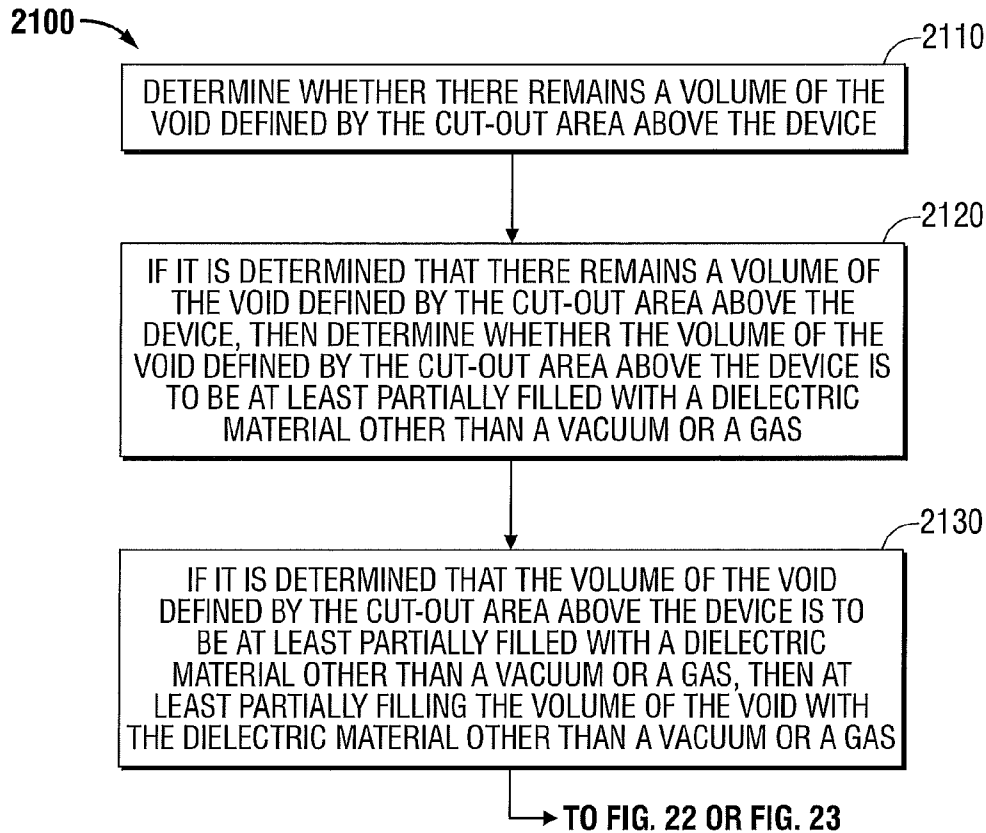 2100
2110
DETERMINE WHETHER THERE REMAINS A VOLUME OF THE
VOID DEFINED BY THE CUT-OUT AREA ABOVE THE DEVICE
2120
IF IT IS DETERMINED THAT THERE REMAINS A VOLUME OF
THE VOID DEFINED BY THE CUT-OUT AREA ABOVE THE
DEVICE, THEN DETERMINE WHETHER THE VOLUME OF THE
VOID DEFINED BY THE CUT-OUT AREA ABOVE THE DEVICE IS
TO BE AT LEAST PARTIALLY FILLED WITH A DIELECTRIC
MATERIAL OTHER THAN A VACUUM OR A GAS
2130
IF IT IS DETERMINED THAT THE VOLUME OF THE VOID
DEFINED BY THE CUT-OUT AREA ABOVE THE DEVICE IS TO
BE AT LEAST PARTIALLY FILLED WITH A DIELECTRIC
MATERIAL OTHER THAN A VACUUM OR A GAS, THEN AT
LEAST PARTIALLY FILLING THE VOLUME OF THE VOID WITH
THE DIELECTRIC MATERIAL OTHER THAN A VACUUM OR A GAS
TO FIG. 22 OR FIG. 23